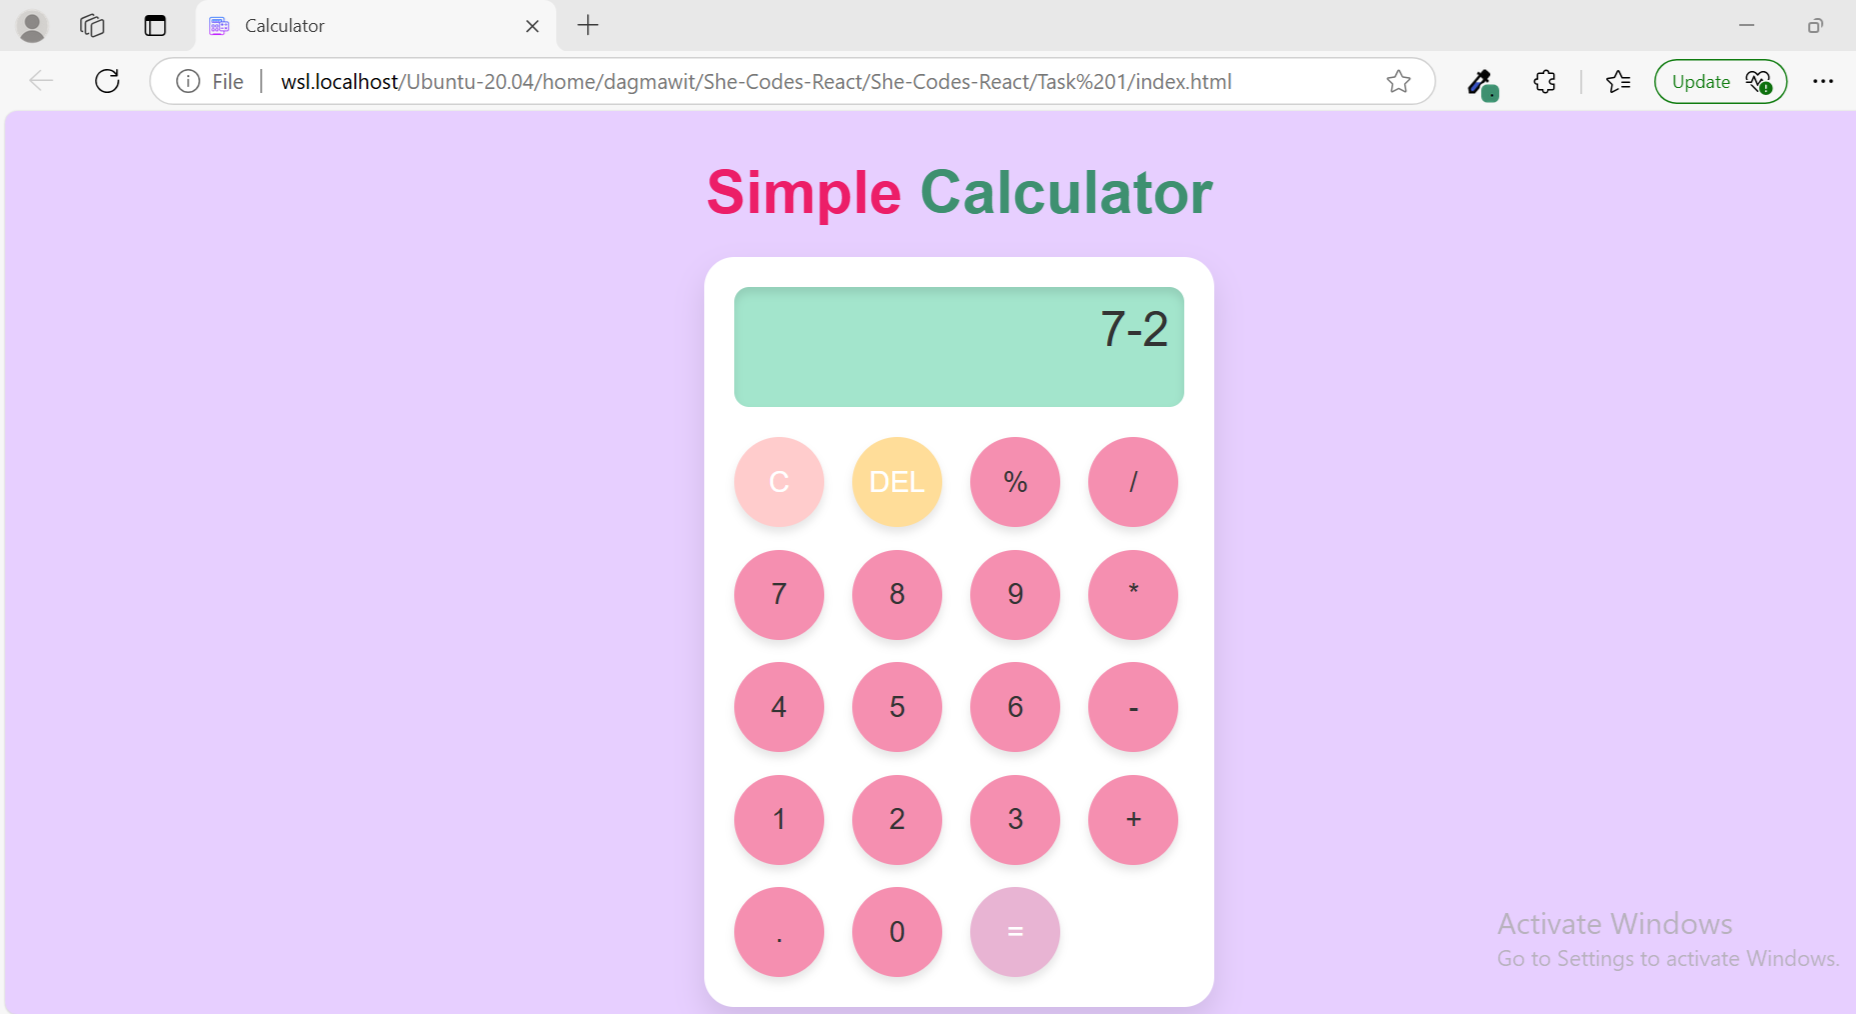 Calculator
File wsl.localhost/Ubuntu-20.04/home/dagmawit/She-Codes-React/She-Codes-React/Task%201/index.html Update
Simple Calculator
7-2
C DEL % /
7 8 9 *
4 5 6 -
1 2 3 +
. 0 =
Activate Windows
Go to Settings to activate Windows.